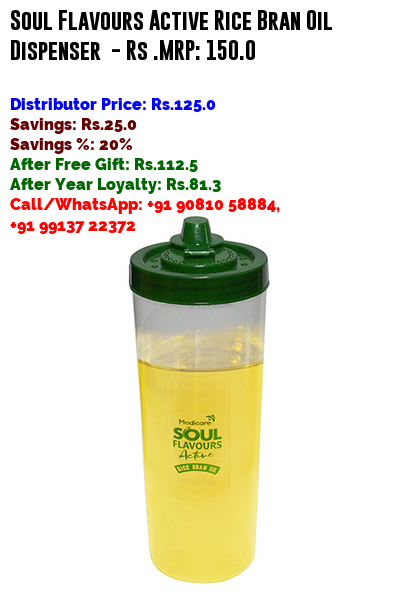 Soul Flavours Active Rice Bran Oil
Dispenser - Rs .MRP: 150.0
Distributor Price: Rs.125.0
Savings: Rs.25.0
Savings %: 20%
After Free Gift: Rs.112.5
After Year Loyalty: Rs.81.3
Call/WhatsApp: +91 90810 58884,
+91 99137 22372
Modicare
SOUL
FLAVOURS
Active
RICE BRAN OIL